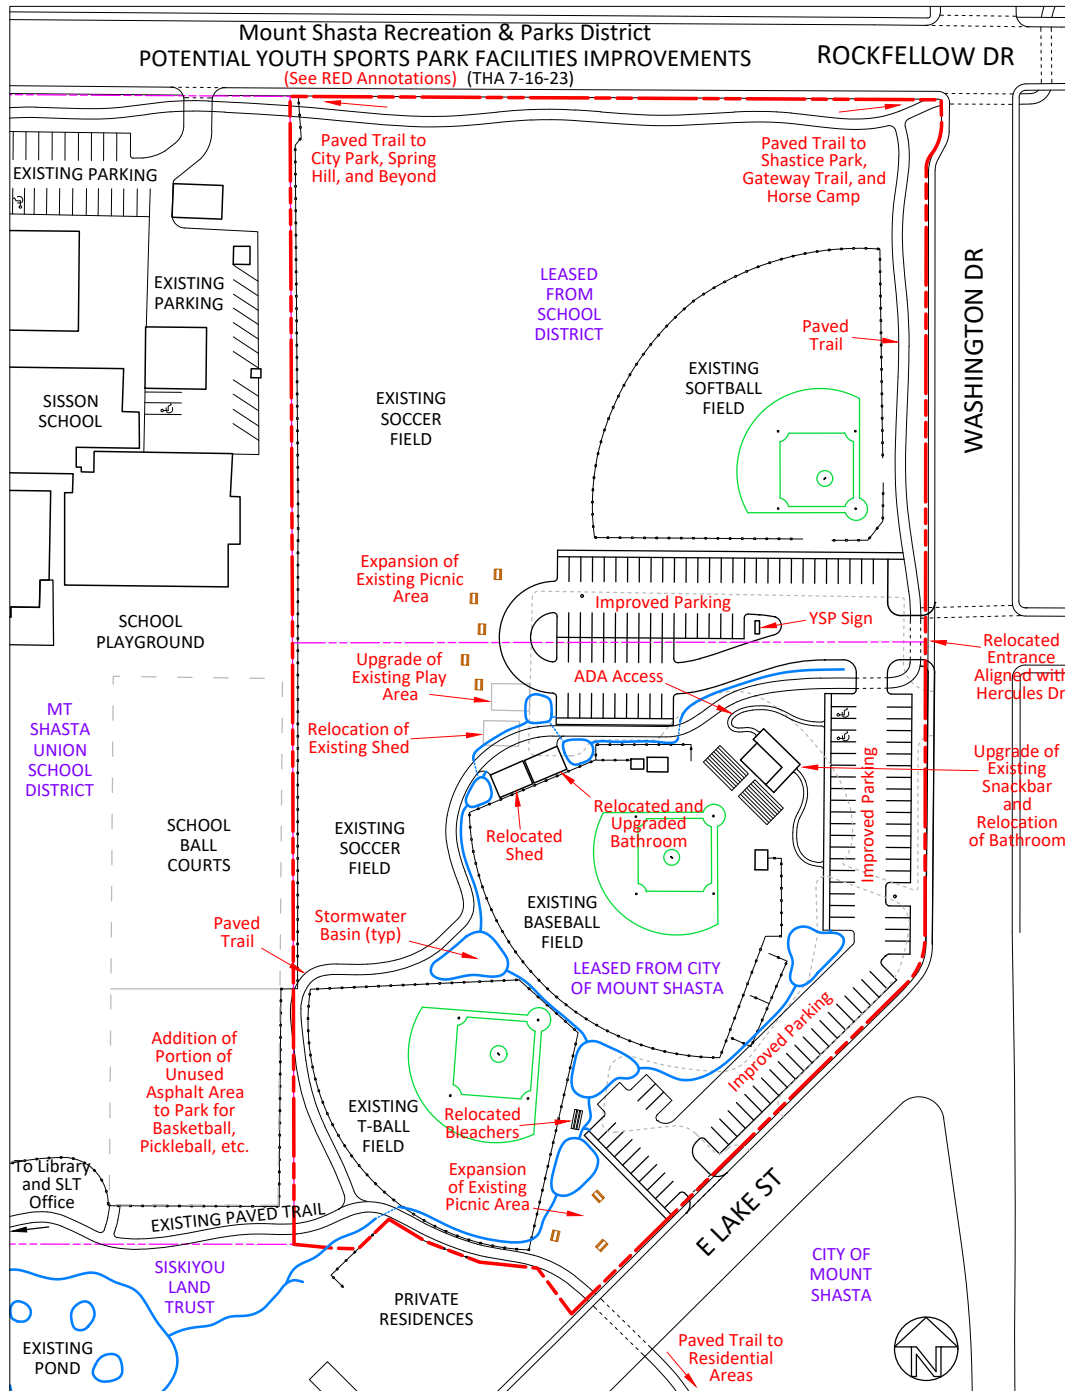 Mount Shasta Recreation & Parks District
POTENTIAL YOUTH SPORTS PARK FACILITIES IMPROVEMENTS
(See RED Annotations) (THA 7-16-23)
ROCKFELLOW DR
Paved Trail to
City Park, Spring
Hill, and Beyond
Paved Trail to
Shastice Park,
Gateway Trail, and
Horse Camp
EXISTING PARKING
EXISTING
PARKING
LEASED
FROM
SCHOOL
DISTRICT
WASHINGTON DR
Paved
Trail
SISSON
SCHOOL
EXISTING
SOCCER
FIELD
EXISTING
SOFTBALL
FIELD
Expansion of
Existing Picnic
Area
Improved Parking
YSP Sign
SCHOOL
PLAYGROUND
Relocated
Entrance
Aligned with
Hercules Dr
Upgrade of
Existing Play
Area
ADA Access
MT
SHASTA
UNION
SCHOOL
DISTRICT
Relocation of
Existing Shed
Upgrade of
Existing
Snackbar
and
Relocation
of Bathroom
Improved Parking
Relocated and
Upgraded
Bathroom
Relocated
Shed
SCHOOL
BALL
COURTS
EXISTING
SOCCER
FIELD
EXISTING
BASEBALL
FIELD
Paved
Trail
Stormwater
Basin (typ)
LEASED FROM CITY
OF MOUNT SHASTA
Improved Parking
Addition of
Portion of
Unused
Asphalt Area
to Park for
Basketball,
Pickleball, etc.
EXISTING
T-BALL
FIELD
Relocated
Bleachers
To Library
and SLT
Office
Expansion
of Existing
Picnic Area
EXISTING PAVED TRAIL
E LAKE ST
SISKIYOU
LAND
TRUST
CITY OF
MOUNT
SHASTA
PRIVATE
RESIDENCES
EXISTING
POND
Paved Trail to
Residential
Areas
N